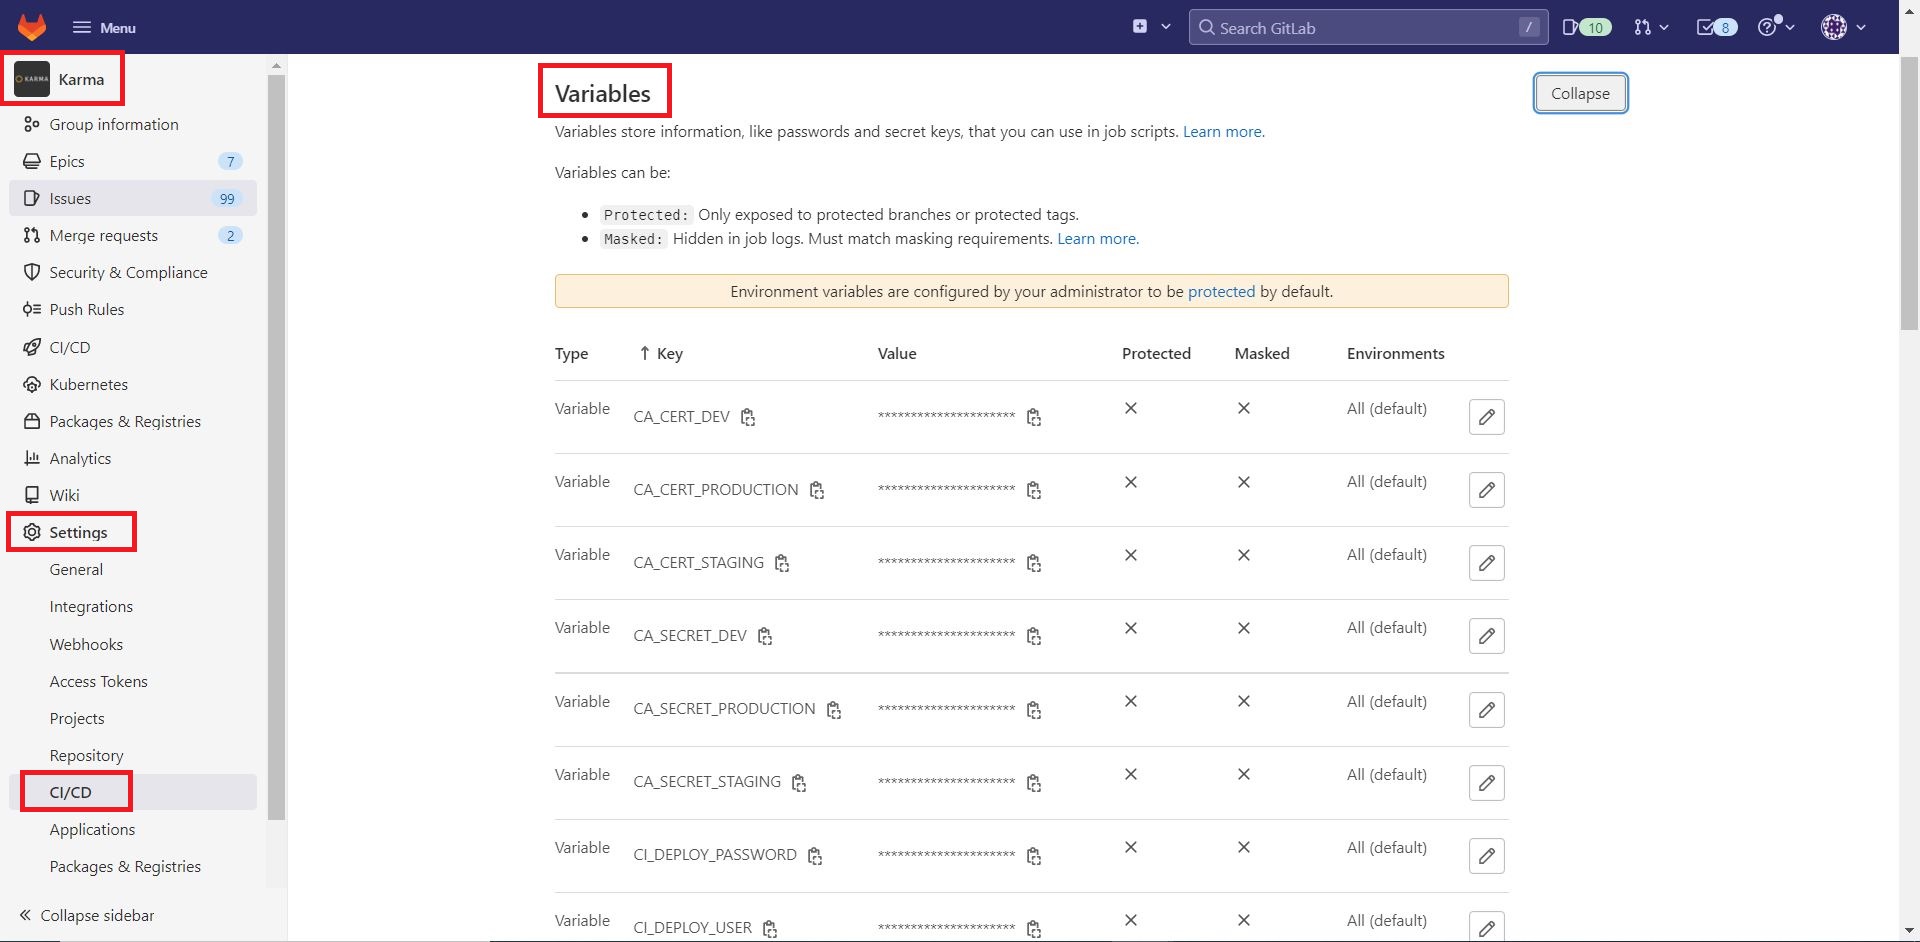 Menu
Search GitLab
/
10
8
KARMA
Karma
Group information
Epics 7
Issues 99
Merge requests 2
Security & Compliance
Push Rules
CI/CD
Kubernetes
Packages & Registries
Analytics
Wiki
Settings
General
Integrations
Webhooks
Access Tokens
Projects
Repository
CI/CD
Applications
Packages & Registries
Collapse sidebar
Variables
Collapse
Variables store information, like passwords and secret keys, that you can use in job scripts. Learn more.
Variables can be:
• Protected: Only exposed to protected branches or protected tags.
• Masked: Hidden in job logs. Must match masking requirements. Learn more.
Environment variables are configured by your administrator to be protected by default.
Type ↑ Key Value Protected Masked Environments
Variable CA_CERT_DEV ********************* All (default)
Variable CA_CERT_PRODUCTION ********************* All (default)
Variable CA_CERT_STAGING ********************* All (default)
Variable CA_SECRET_DEV ********************* All (default)
Variable CA_SECRET_PRODUCTION ********************* All (default)
Variable CA_SECRET_STAGING ********************* All (default)
Variable CI_DEPLOY_PASSWORD ********************* All (default)
Variable CI_DEPLOY_USER ********************* All (default)